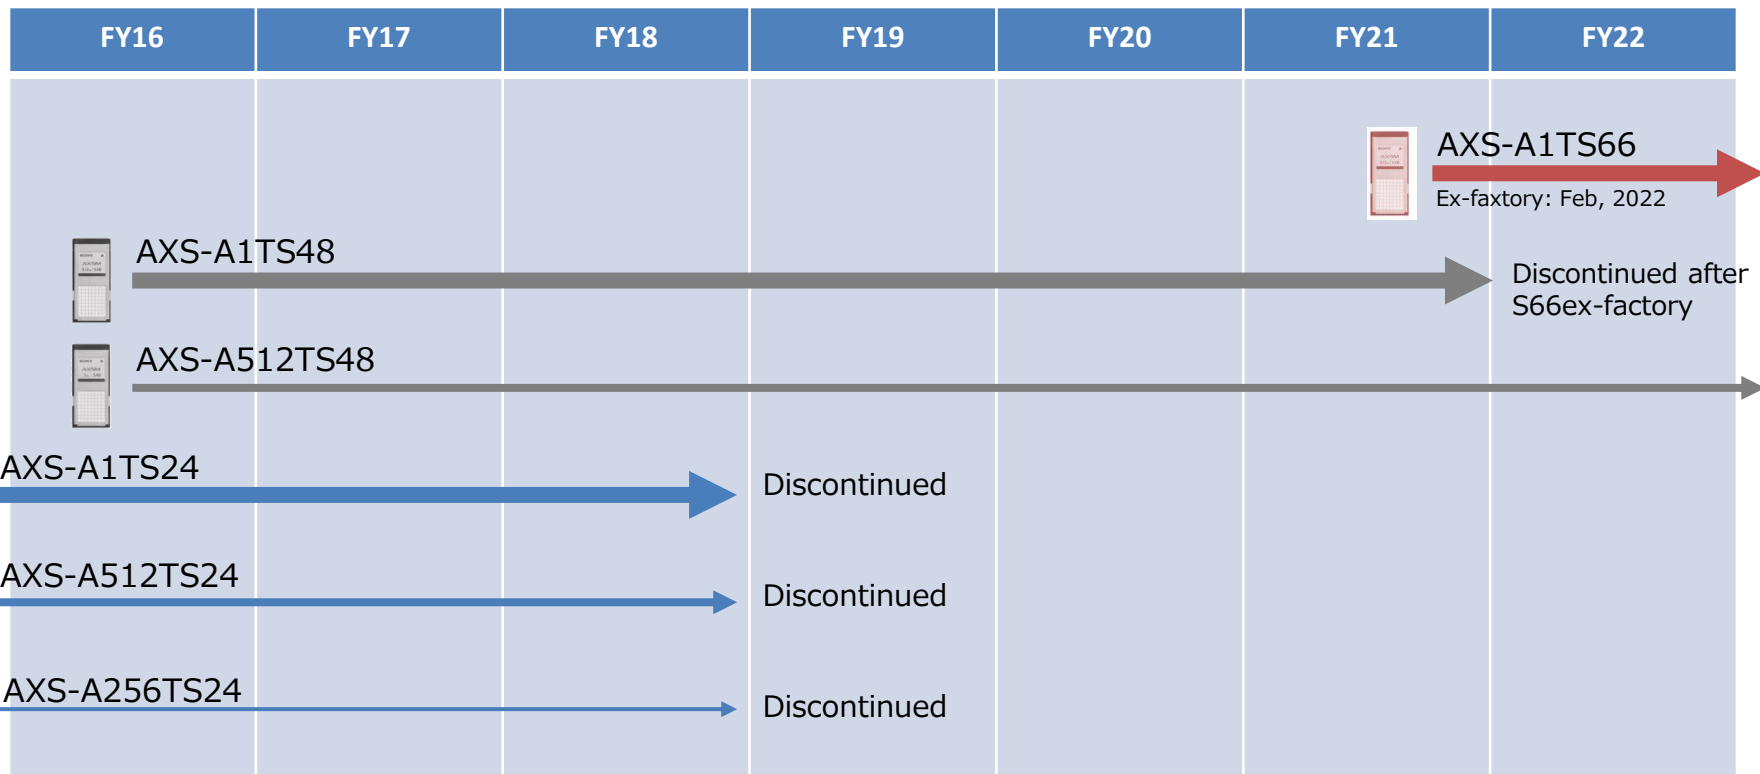 FY16 FY17 FY18 FY19 FY20 FY21 FY22
AXS-A1TS66
Ex-faxtory: Feb, 2022
AXS-A1TS48
Discontinued after
S66ex-factory
AXS-A512TS48
AXS-A1TS24
Discontinued
AXS-A512TS24
Discontinued
AXS-A256TS24
Discontinued